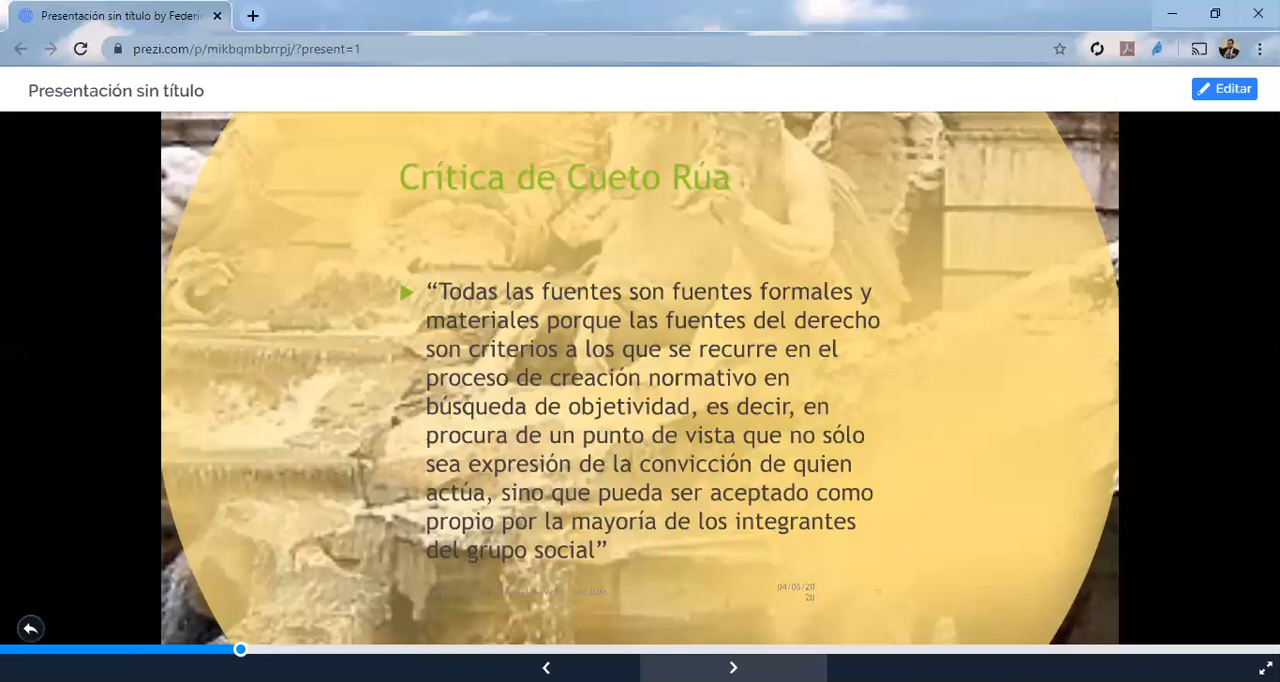 Presentación sin título by Federic
prezi.com/p/mikbqmbbrrpj/?present=1
Presentación sin título
Editar
Crítica de Cueto Rúa
“Todas las fuentes son fuentes formales y
materiales porque las fuentes del derecho
son criterios a los que se recurre en el
proceso de creación normativo en
búsqueda de objetividad, es decir, en
procura de un punto de vista que no sólo
sea expresión de la convicción de quien
actúa, sino que pueda ser aceptado como
propio por la mayoría de los integrantes
del grupo social”
04/06/20
20